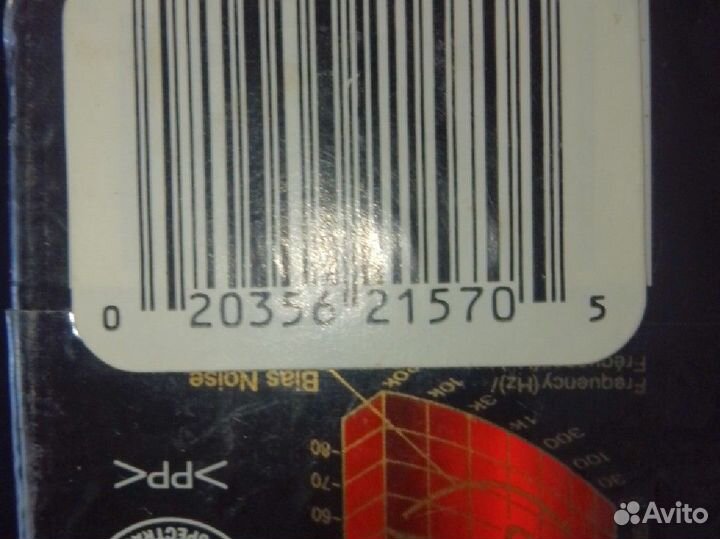 0 20356 21570 5
Bias Noise
Frequency(Hz)/
10k
3K
1k
300
100
30
-80
-70
-60
>PP<
SPECTRA
Avito